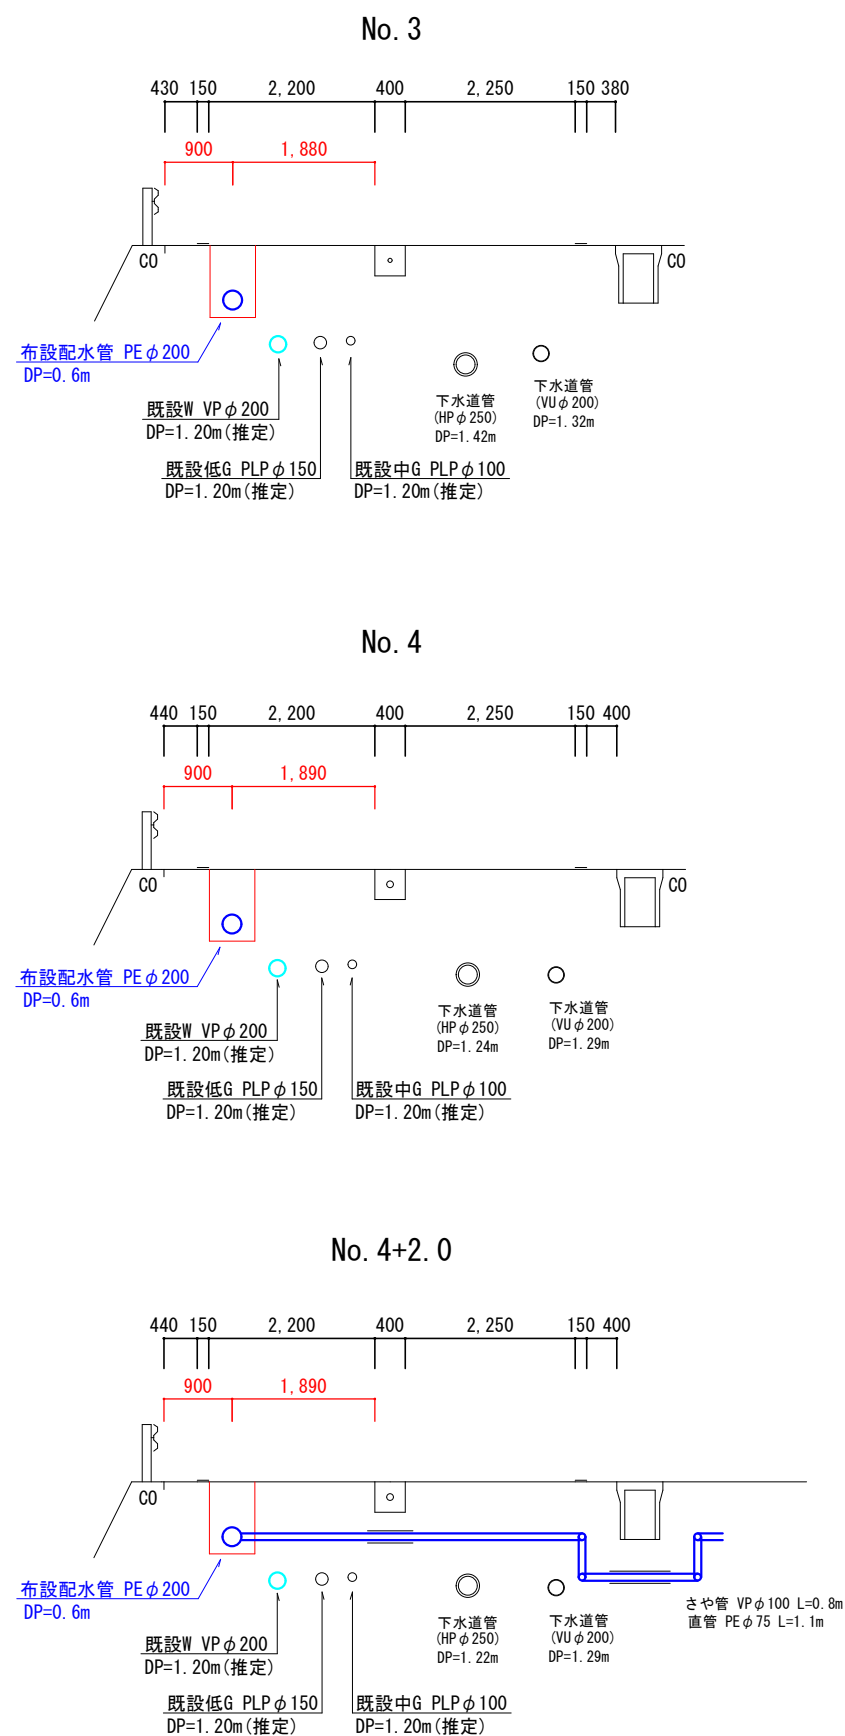 No. 3
430 150 2,200 400 2,250 150 380
900 1,880
CO CO
布設配水管 PEφ200
DP=0.6m
既設W VPφ200
DP=1.20m(推定)
下水道管
(HPφ250)
DP=1.42m
下水道管
(VUφ200)
DP=1.32m
既設低G PLPφ150
DP=1.20m(推定)
既設中G PLPφ100
DP=1.20m(推定)
No. 4
440 150 2,200 400 2,250 150 400
900 1,890
CO CO
布設配水管 PEφ200
DP=0.6m
既設W VPφ200
DP=1.20m(推定)
下水道管
(HPφ250)
DP=1.24m
下水道管
(VUφ200)
DP=1.29m
既設低G PLPφ150
DP=1.20m(推定)
既設中G PLPφ100
DP=1.20m(推定)
No. 4+2.0
440 150 2,200 400 2,250 150 400
900 1,890
CO
布設配水管 PEφ200
DP=0.6m
さや管 VPφ100 L=0.8m
直管 PEφ75 L=1.1m
既設W VPφ200
DP=1.20m(推定)
下水道管
(HPφ250)
DP=1.22m
下水道管
(VUφ200)
DP=1.29m
既設低G PLPφ150
DP=1.20m(推定)
既設中G PLPφ100
DP=1.20m(推定)